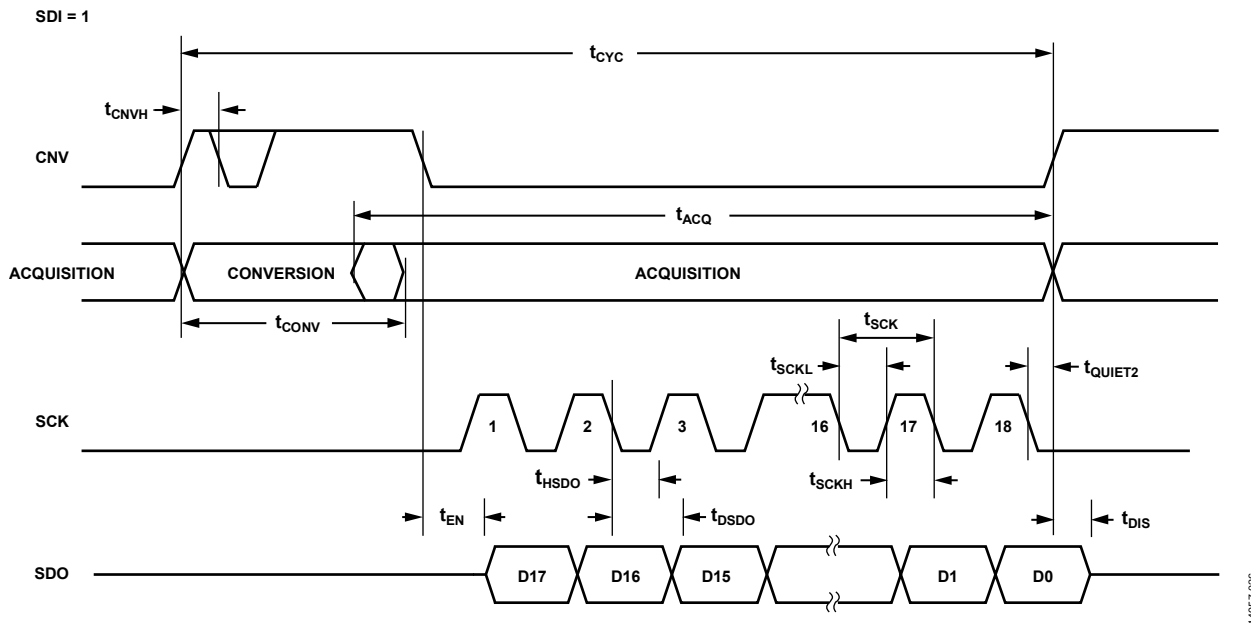 SDI = 1
tCYC
tCNVH
CNV
tACQ
ACQUISITION
CONVERSION
ACQUISITION
tCONV
tSCK
tSCKL
tQUIET2
SCK
1
2
3
16
17
18
tHSDO
tSCKH
tEN
tDSDO
tDIS
SDO
D17
D16
D15
D1
D0